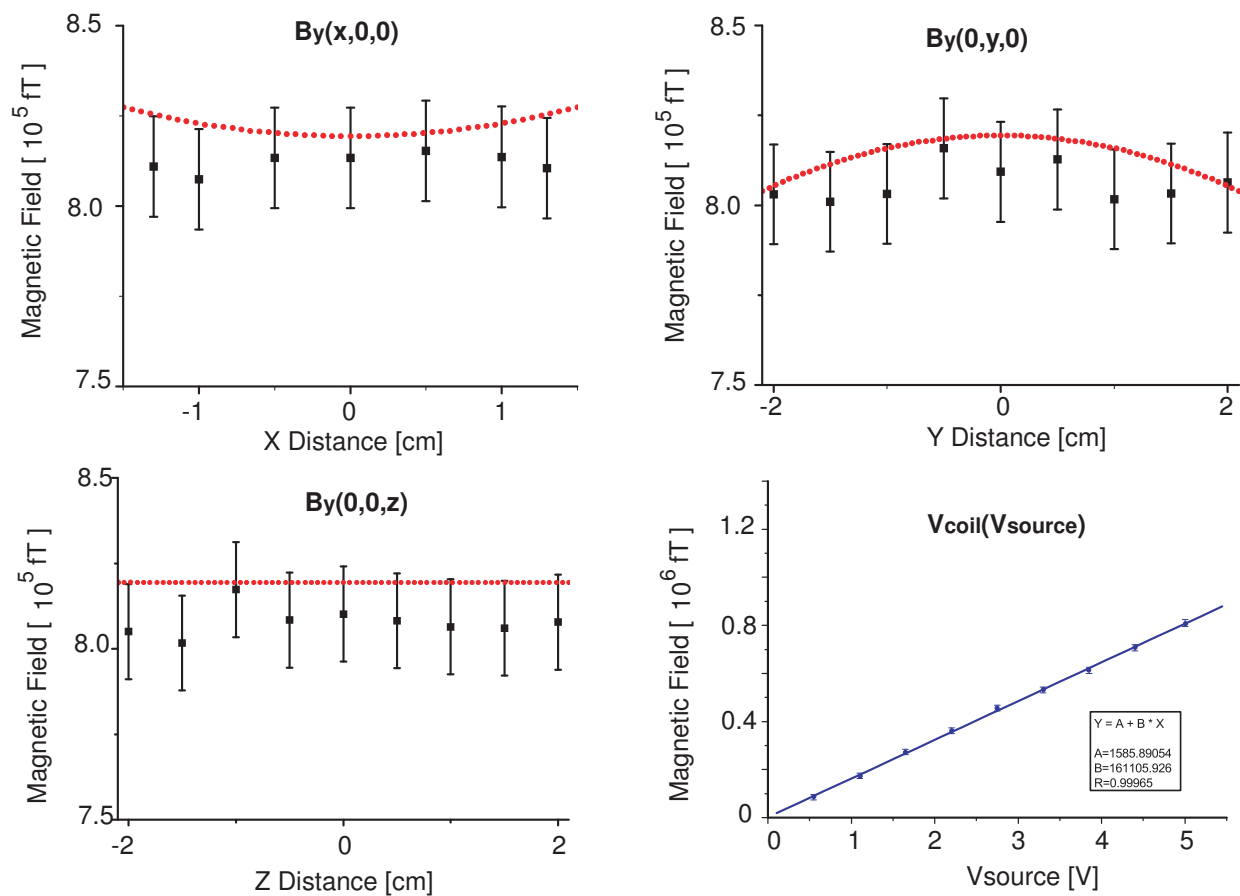 By(x,0,0)
Magnetic Field [ 10^5 fT ]
8.5
8.0
7.5
-1 0 1
X Distance [cm]
By(0,y,0)
Magnetic Field [ 10^5 fT ]
8.5
8.0
7.5
-2 0 2
Y Distance [cm]
By(0,0,z)
Magnetic Field [ 10^5 fT ]
8.5
8.0
7.5
-2 0 2
Z Distance [cm]
Vcoil(Vsource)
Magnetic Field [ 10^6 fT ]
1.2
0.8
0.4
0
Y = A + B * X
A=1585.89054
B=161105.926
R=0.99965
0 1 2 3 4 5
Vsource [V]